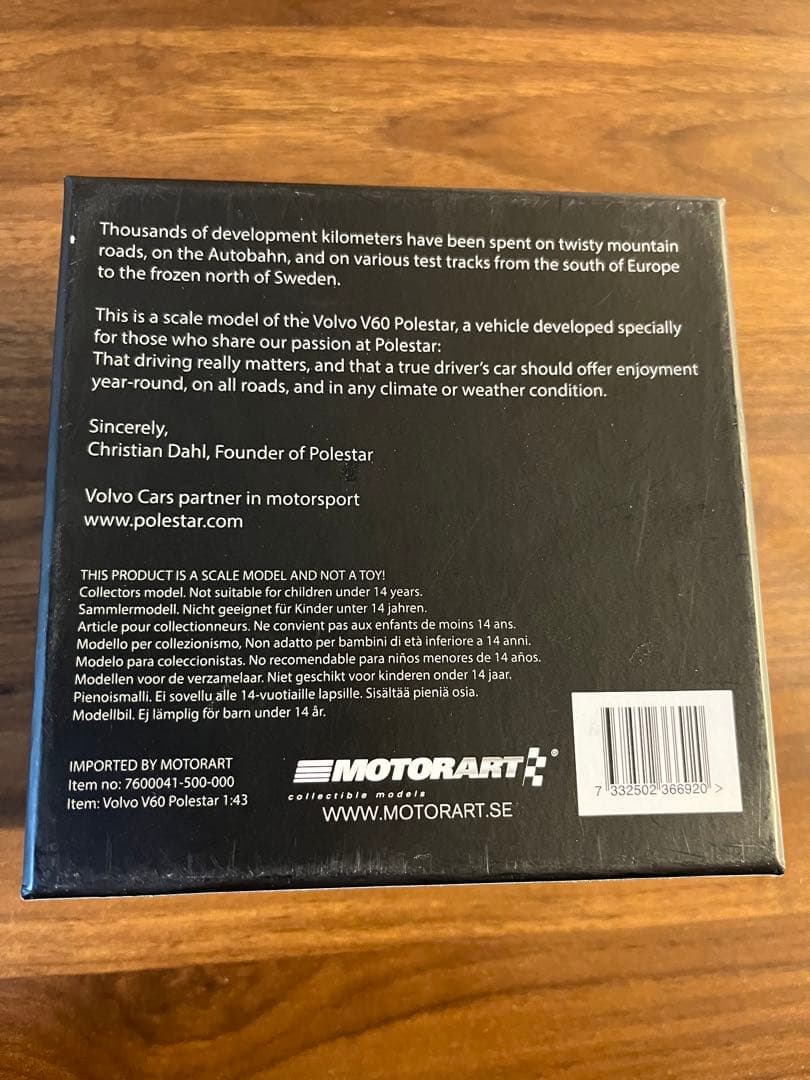 Thousands of development kilometers have been spent on twisty mountain
roads, on the Autobahn, and on various test tracks from the south of Europe
to the frozen north of Sweden.
This is a scale model of the Volvo V60 Polestar, a vehicle developed specially
for those who share our passion at Polestar:
That driving really matters, and that a true driver's car should offer enjoyment
year-round, on all roads, and in any climate or weather condition.
Sincerely,
Christian Dahl, Founder of Polestar
Volvo Cars partner in motorsport
www.polestar.com
THIS PRODUCT IS A SCALE MODEL AND NOT A TOY!
Collectors model. Not suitable for children under 14 years.
Sammlermodell. Nicht geeignet für Kinder unter 14 jahren.
Article pour collectionneurs. Ne convient pas aux enfants de moins 14 ans.
Modello per collezionismo, Non adatto per bambini di età inferiore a 14 anni.
Modelo para coleccionistas. No recomendable para niños menores de 14 años.
Modellen voor de verzamelaar. Niet geschikt voor kinderen onder 14 jaar.
Pienoismalli. Ei sovellu alle 14-vuotiaille lapsille. Sisältää pieniä osia.
Modellbil. Ej lämplig för barn under 14 år.
IMPORTED BY MOTORART
Item no: 7600041-500-000
Item: Volvo V60 Polestar 1:43
MOTORART®
collectible models
WWW.MOTORART.SE
7 332502 366920 >